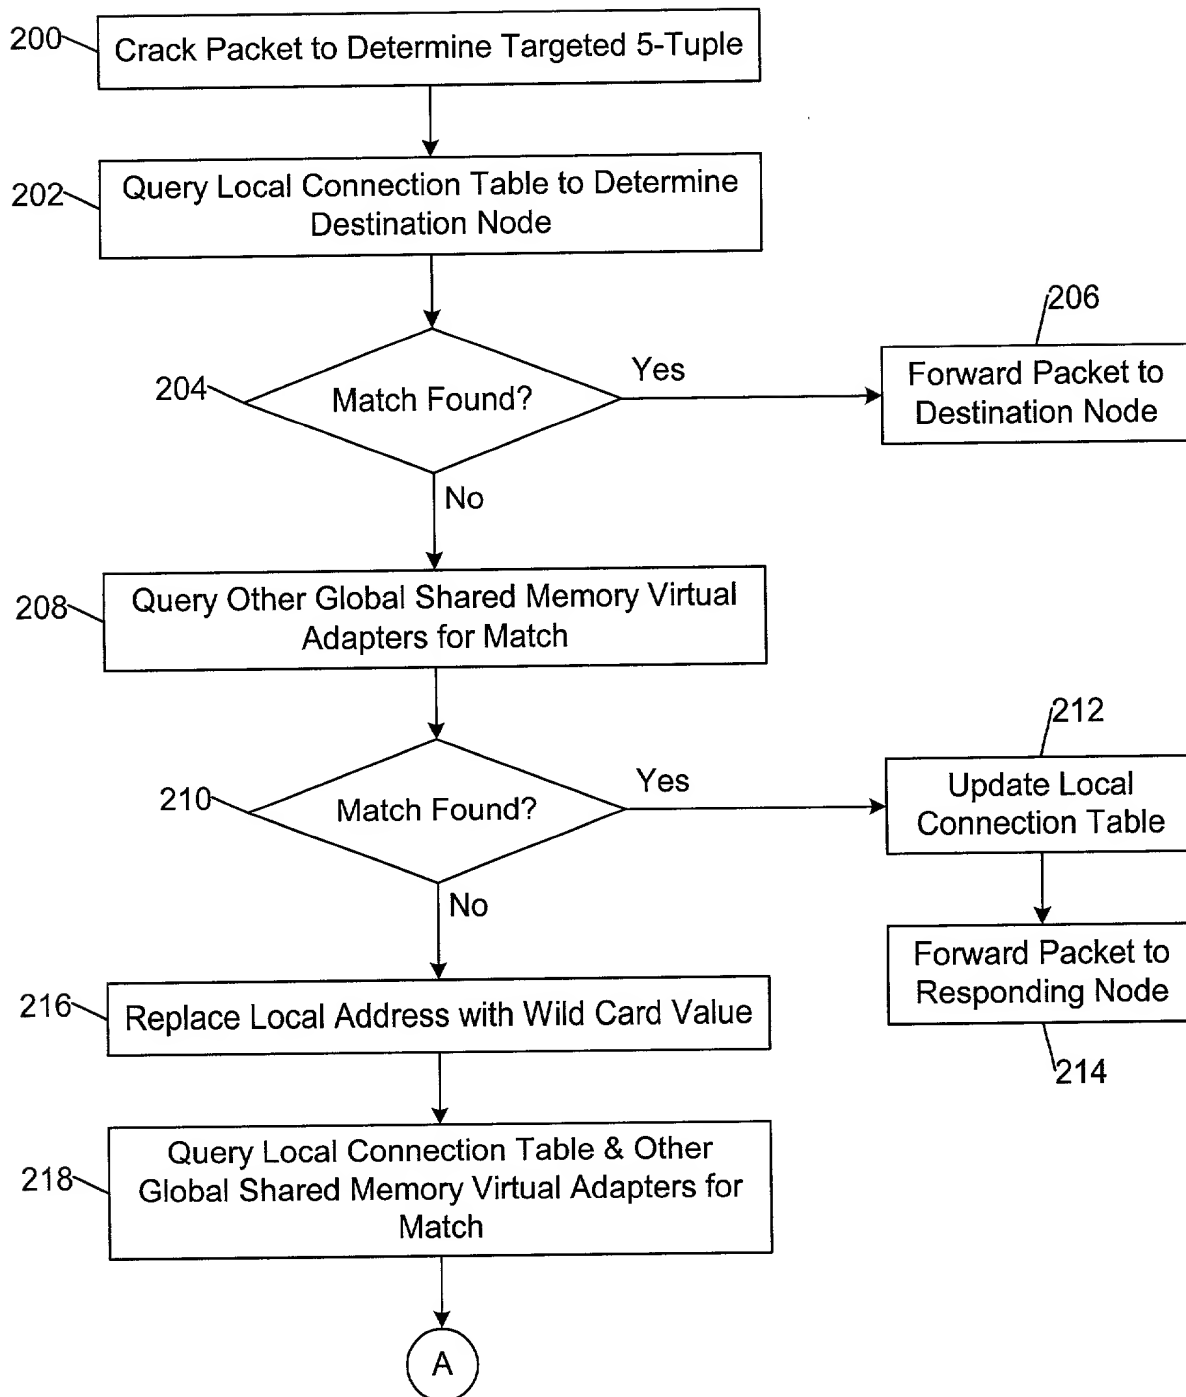 200
Crack Packet to Determine Targeted 5-Tuple
202
Query Local Connection Table to Determine
Destination Node
204
Match Found?
Yes
206
Forward Packet to
Destination Node
No
208
Query Other Global Shared Memory Virtual
Adapters for Match
210
Match Found?
Yes
212
Update Local
Connection Table
Forward Packet to
Responding Node
214
No
216
Replace Local Address with Wild Card Value
218
Query Local Connection Table & Other
Global Shared Memory Virtual Adapters for
Match
A